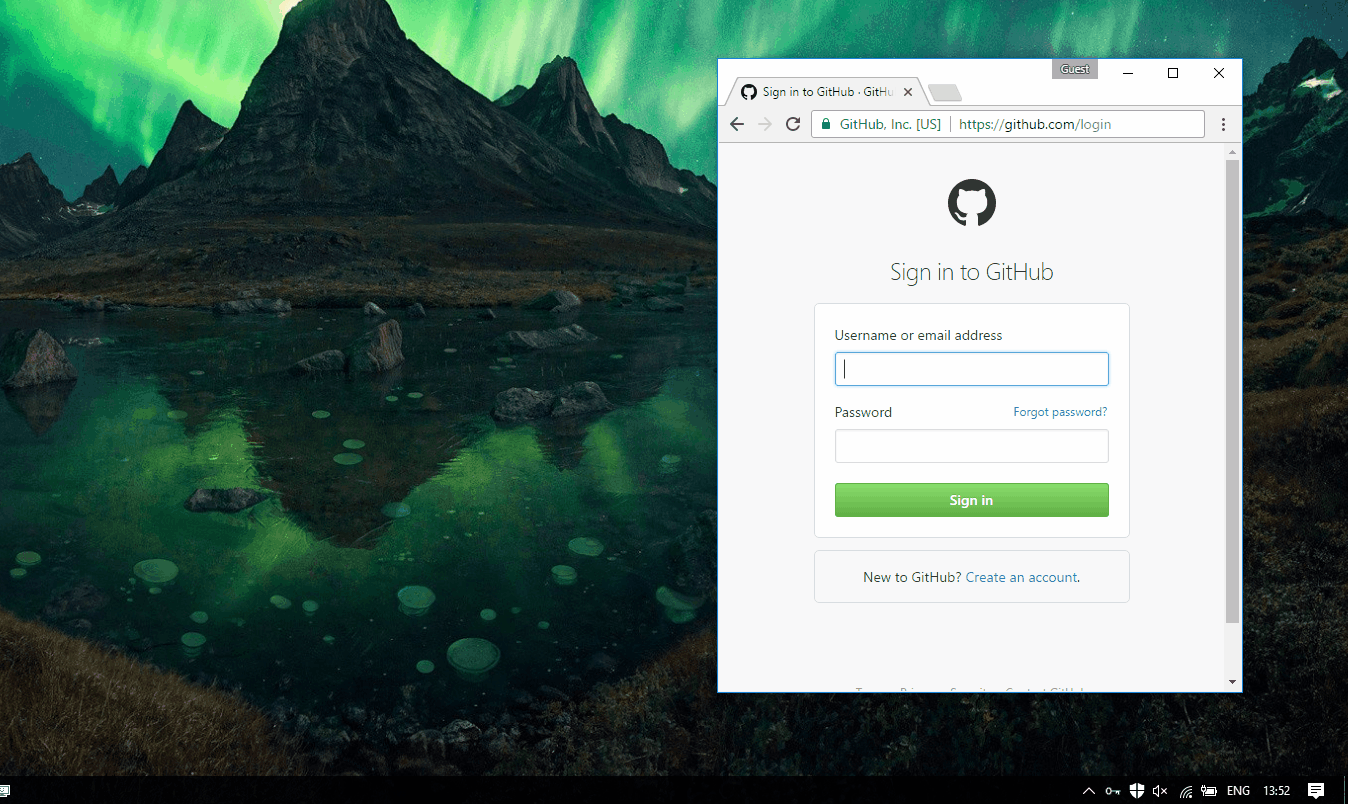 Guest
Sign in to GitHub · GitHu
GitHub, Inc. [US] https://github.com/login
Sign in to GitHub
Username or email address
Password Forgot password?
Sign in
New to GitHub? Create an account.
ENG 13:52